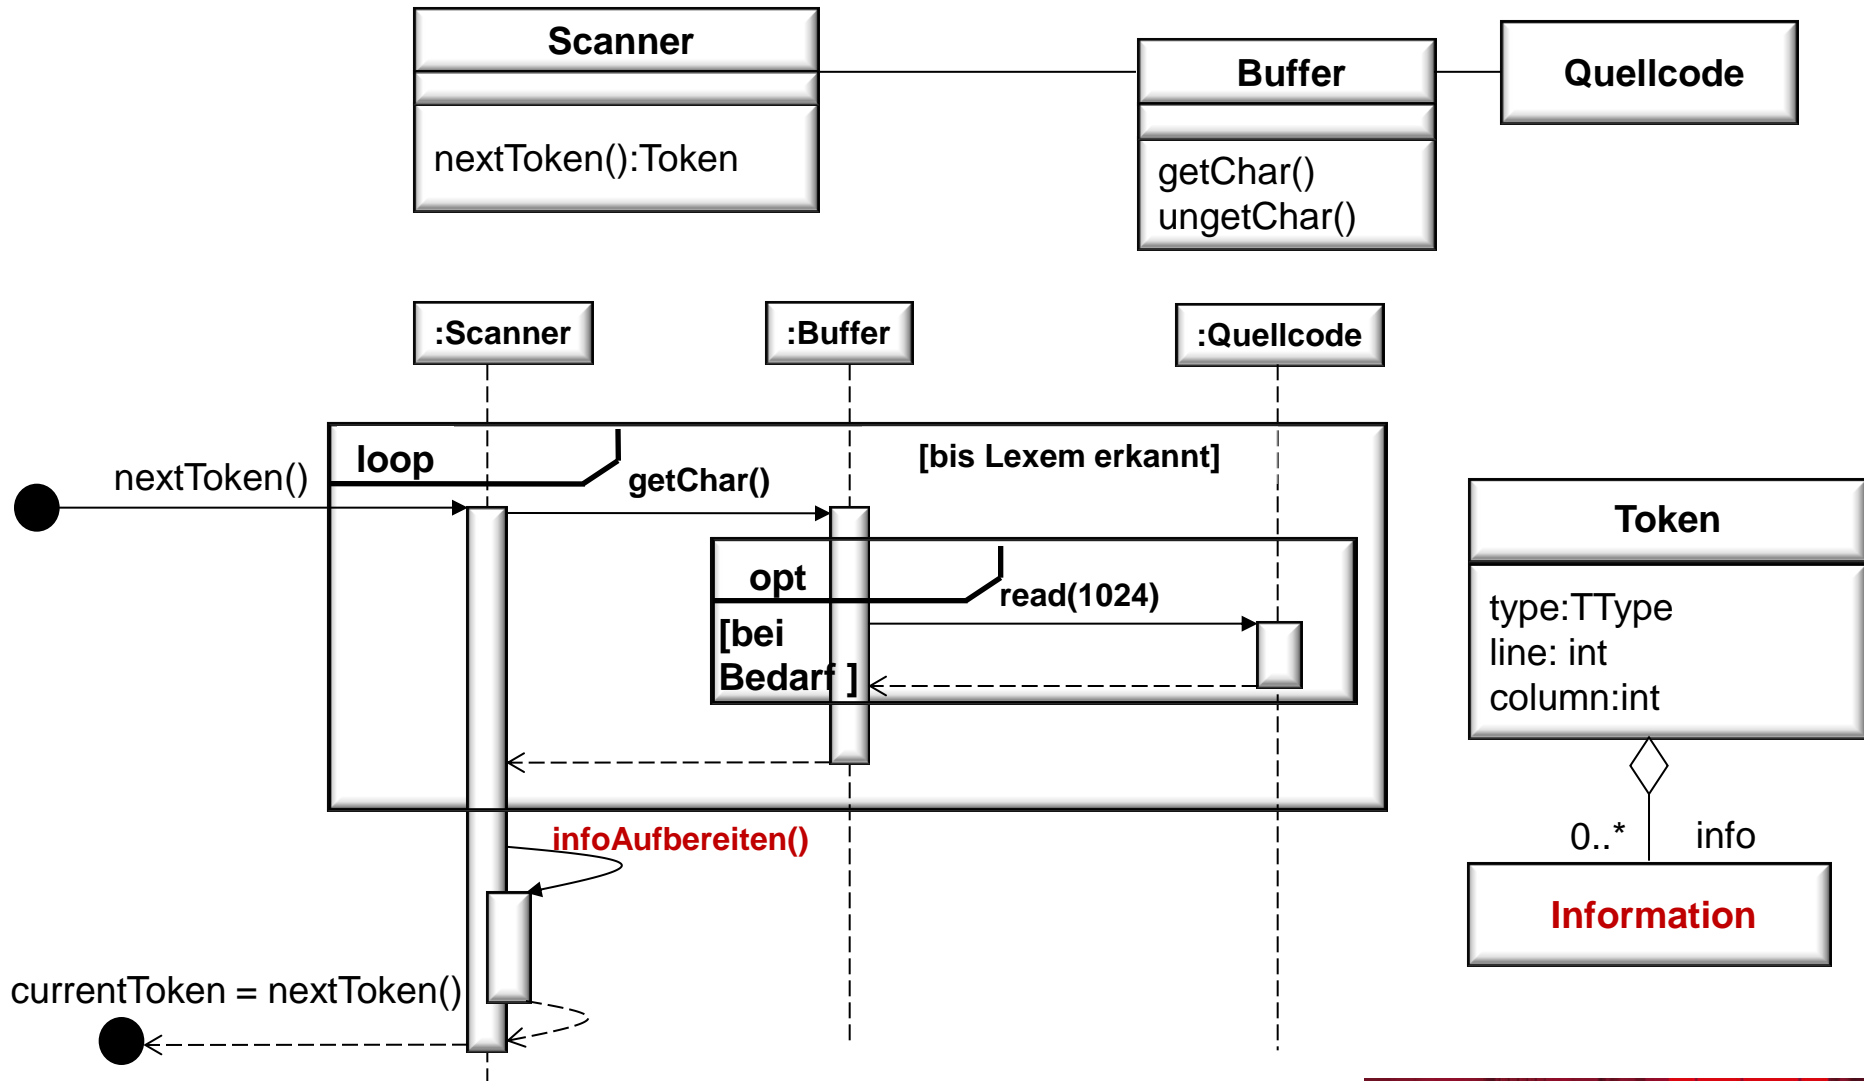 Scanner
nextToken():Token
Buffer
getChar()
ungetChar()
Quellcode
:Scanner
:Buffer
:Quellcode
loop
[bis Lexem erkannt]
nextToken()
getChar()
opt
read(1024)
[bei
Bedarf ]
infoAufbereiten()
currentToken = nextToken()
Token
type:TType
line: int
column:int
0..*
info
Information